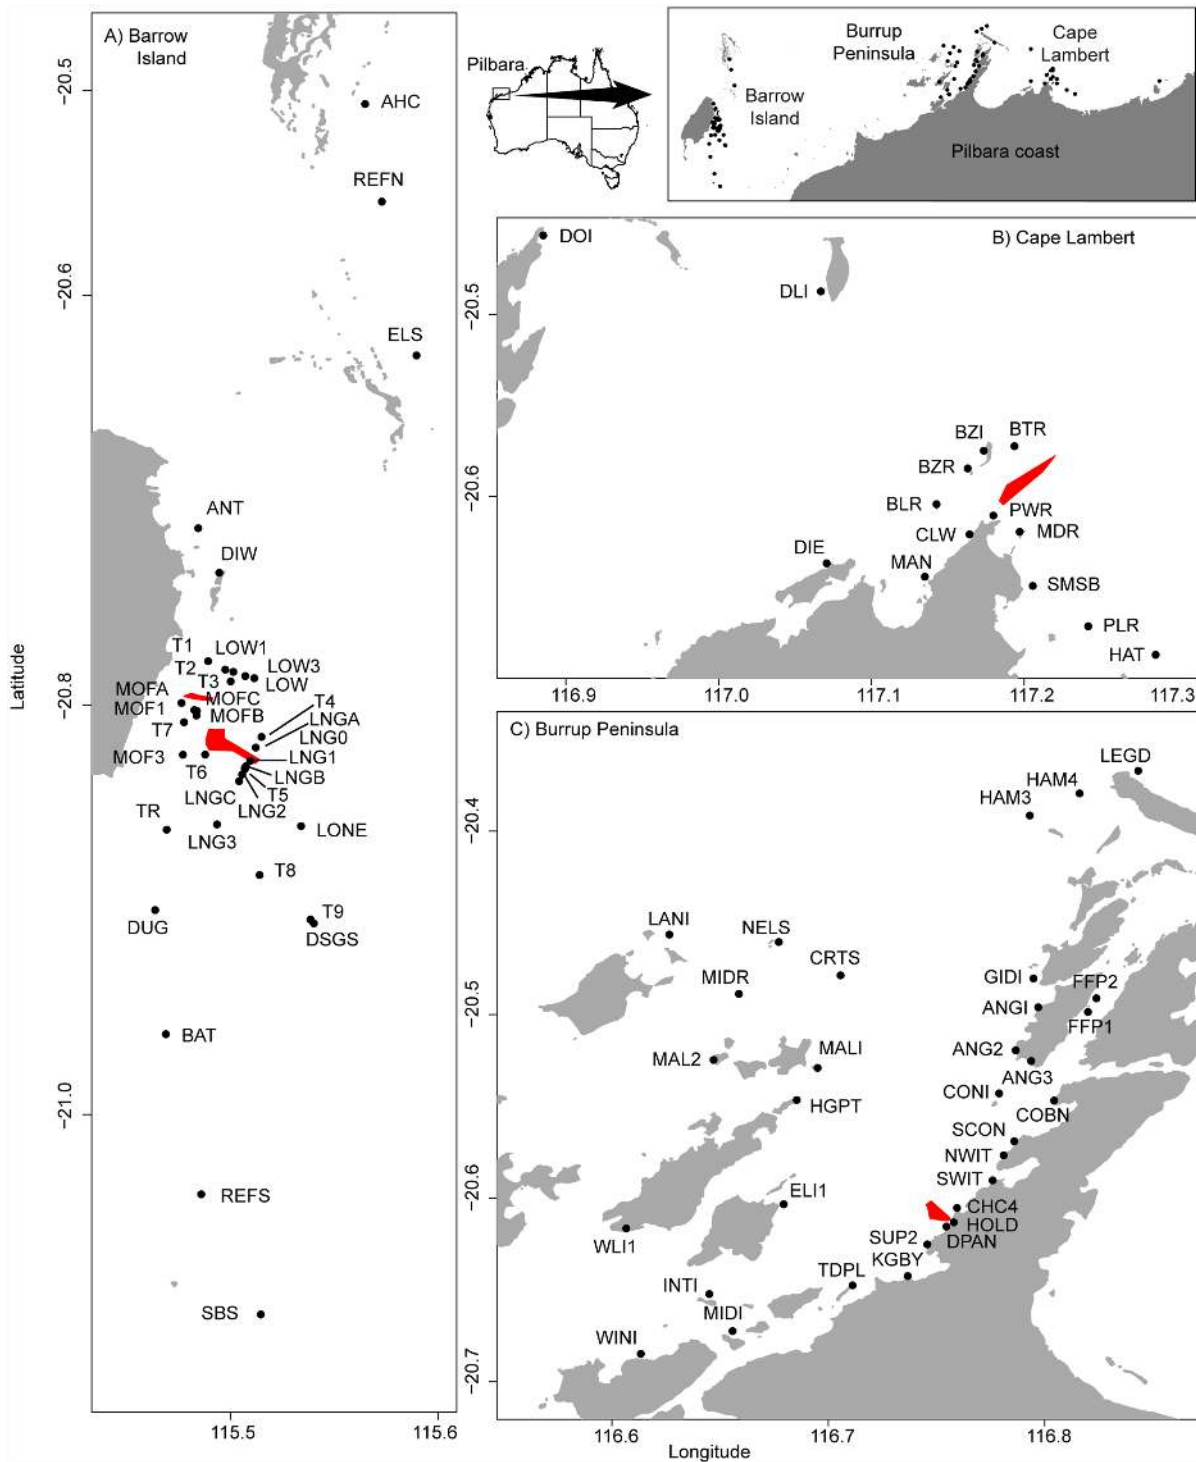 A) Barrow
Island
AHC
REFN
ELS
ANT
DIW
T1
LOW1
T2
LOW3
T3
LOW
MOFA
MOFC
MOF1
MOFB
T4
T7
LNGA
LNG0
MOF3
T6
LNG1
LNGB
T5
LNGC
LNG2
TR
LNG3
LONE
T8
DUG
T9
DSGS
BAT
REFS
SBS
Latitude
−20.5
−20.6
−20.8
−21.0
115.5
115.6
Pilbara
Burrup
Peninsula
Cape
Lambert
Barrow
Island
Pilbara coast
B) Cape Lambert
DOI
DLI
BZI
BTR
BZR
BLR
PWR
CLW
MDR
DIE
MAN
SMSB
PLR
HAT
−20.5
−20.6
116.9
117.0
117.1
117.2
117.3
C) Burrup Peninsula
LEGD
HAM4
HAM3
LANI
NELS
CRTS
MIDR
GIDI
FFP2
ANGI
FFP1
MAL2
MALI
ANG2
ANG3
HGPT
CONI
COBN
SCON
NWIT
SWIT
ELI1
CHC4
HOLD
WLI1
SUP2
DPAN
KGBY
TDPL
INTI
MIDI
WINI
−20.4
−20.5
−20.6
−20.7
116.6
116.7
116.8
Longitude